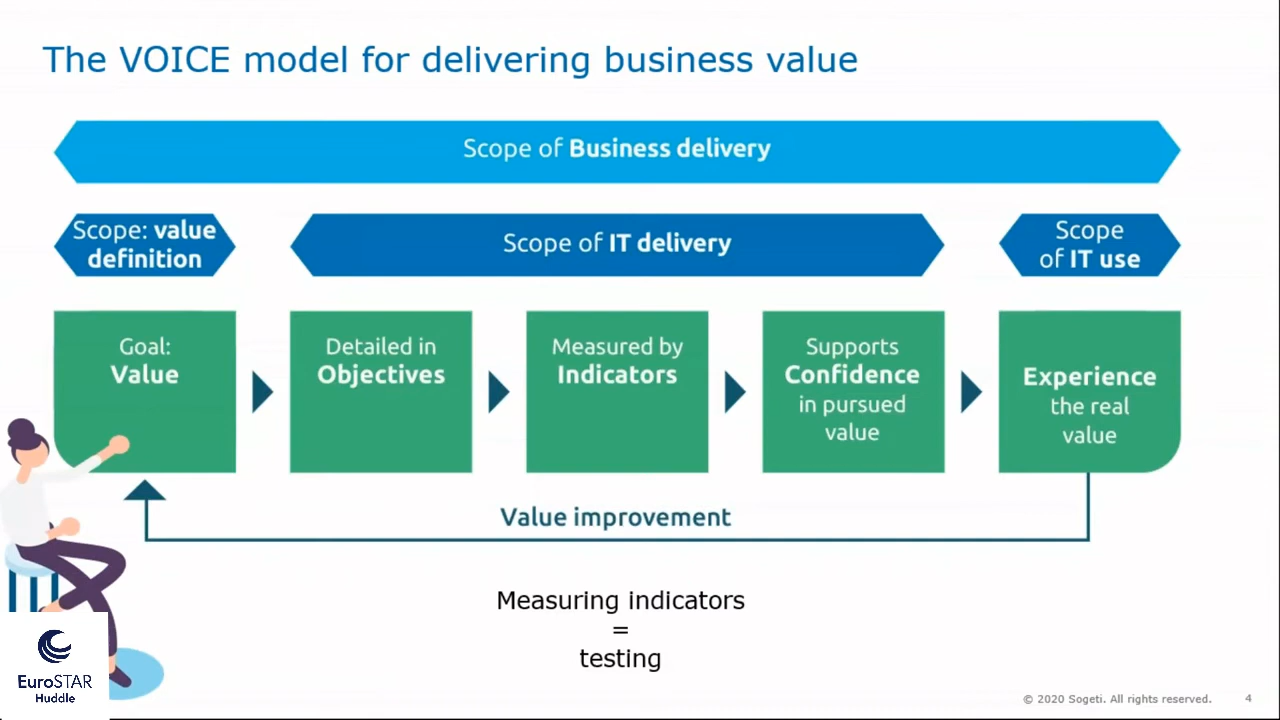 The VOICE model for delivering business value
Scope of Business delivery
Scope: value
definition
Scope of IT delivery
Scope
of IT use
Goal:
Value
Detailed in
Objectives
Measured by
Indicators
Supports
Confidence
in pursued
value
Experience
the real
value
Value improvement
Measuring indicators
=
testing
EuroSTAR
Huddle
© 2020 Sogeti. All rights reserved.
4